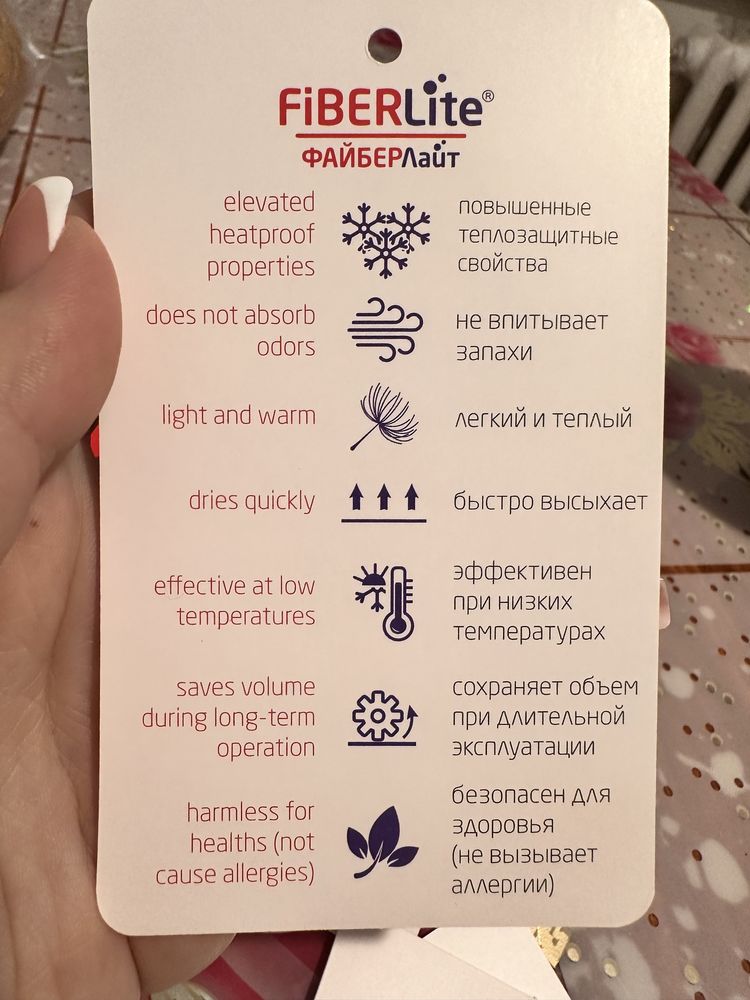 FiBERLite®
ФАЙБЕРЛайт
elevated
heatproof
properties
повышенные
теплозащитные
свойства
does not absorb
odors
не впитывает
запахи
light and warm
легкий и теплый
dries quickly
быстро высыхает
effective at low
temperatures
эффективен
при низких
температурах
saves volume
during long-term
operation
сохраняет объем
при длительной
эксплуатации
harmless for
healths (not
cause allergies)
безопасен для
здоровья
(не вызывает
аллергии)